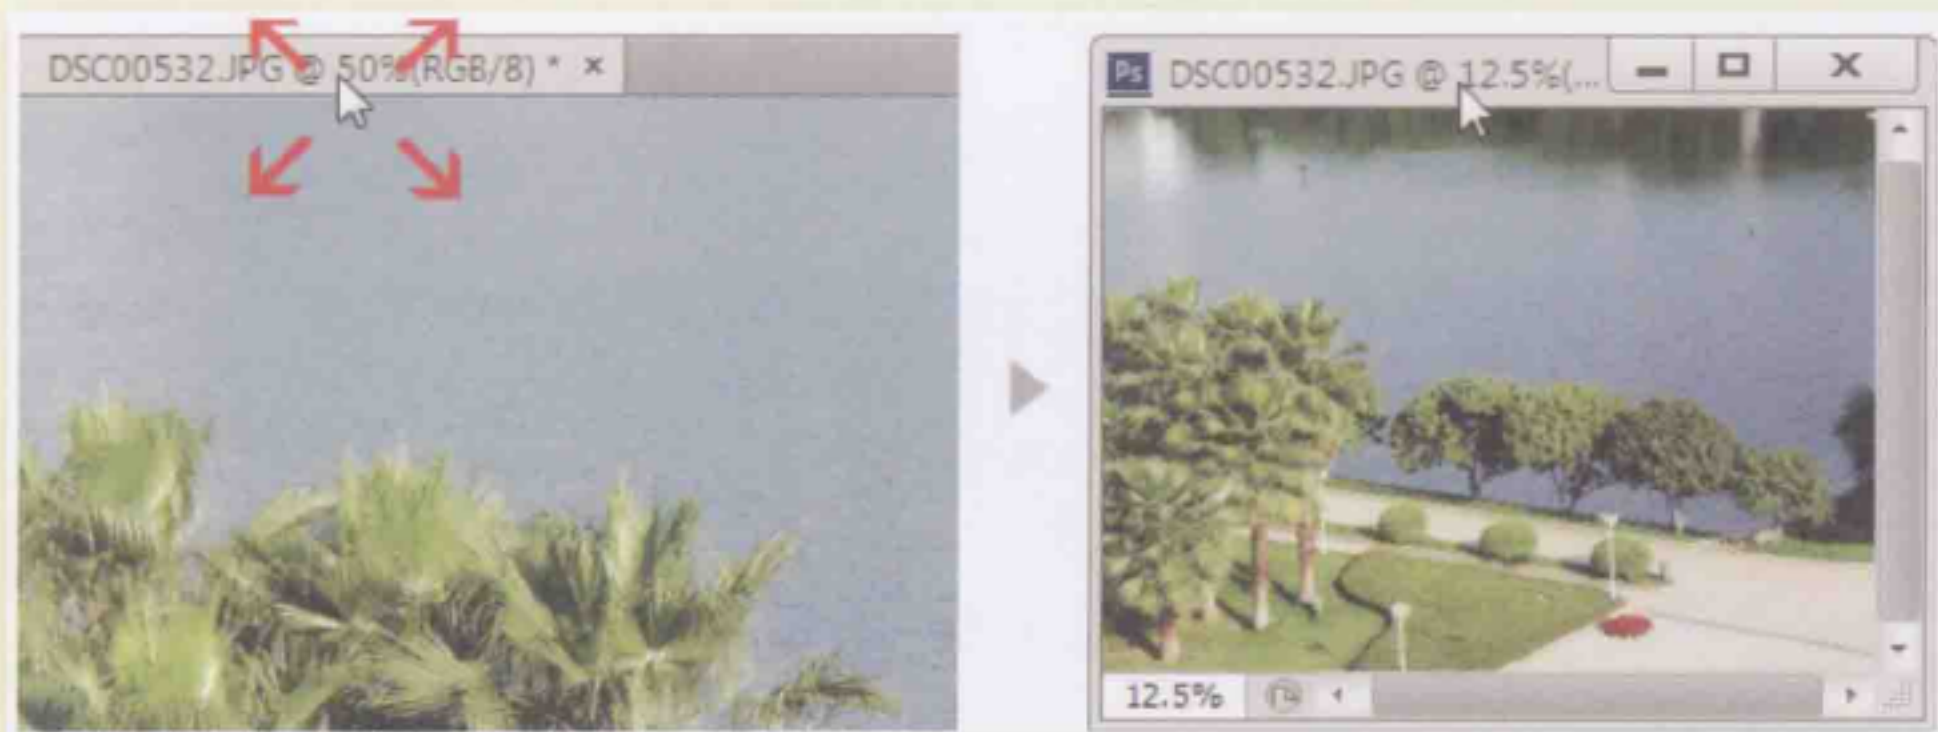 DSC00532.JPG @ 50%(RGB/8) * ×
Ps DSC00532.JPG @ 12.5%(...
12.5%